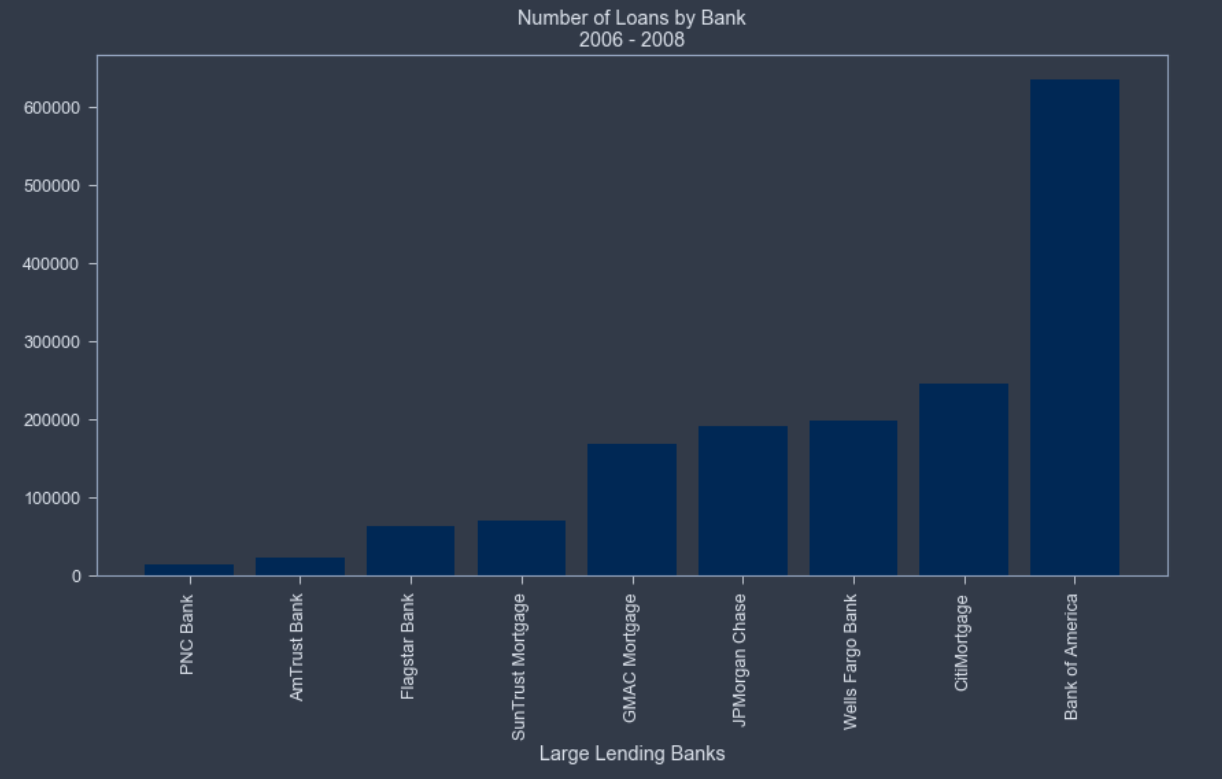 Number of Loans by Bank
2006 - 2008
600000
500000
400000
300000
200000
100000
0
PNC Bank
AmTrust Bank
Flagstar Bank
SunTrust Mortgage
GMAC Mortgage
JPMorgan Chase
Wells Fargo Bank
CitiMortgage
Bank of America
Large Lending Banks